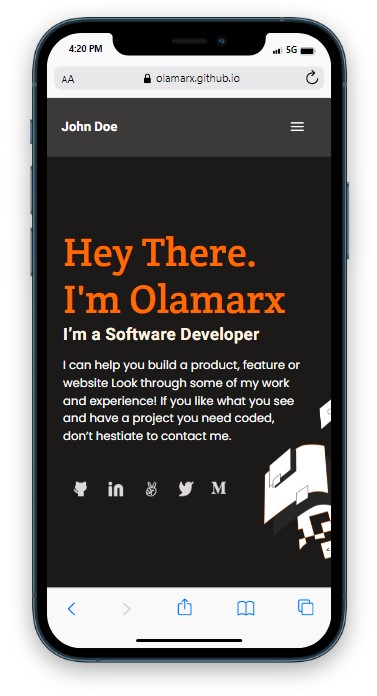 4:20 PM 5G
AA olamarx.github.io
John Doe
Hey There.
I'm Olamarx
I'm a Software Developer
I can help you build a product, feature or
website Look through some of my work
and experience! If you like what you see
and have a project you need coded,
don't hestiate to contact me.
in M